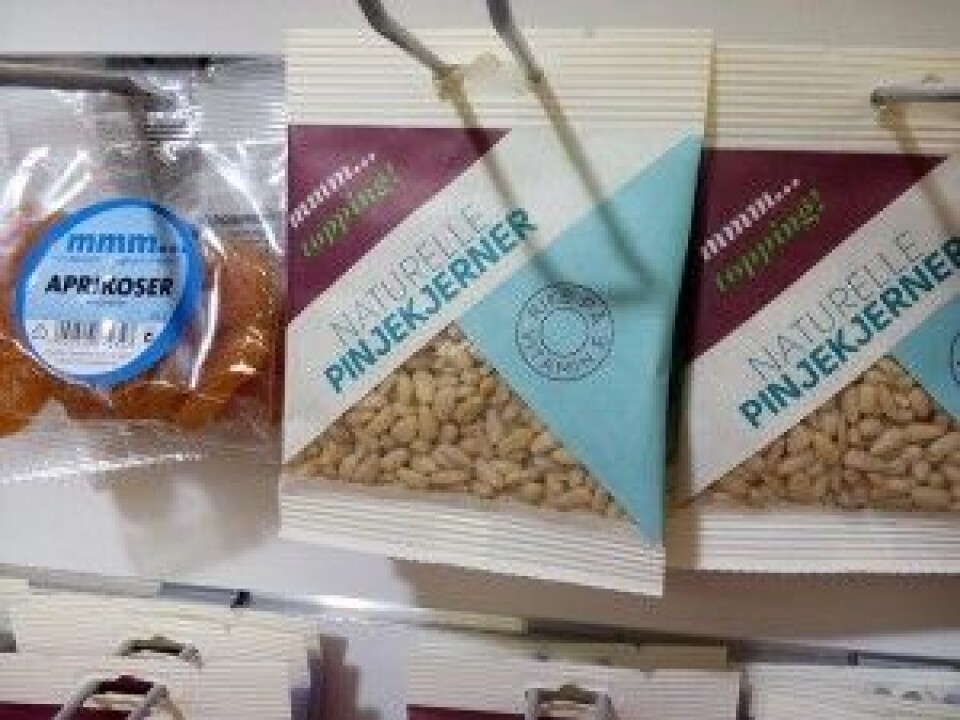 mmm...
APRIKOSER
mmm...
topping!
NATURELLE
PINJEKJERNER
mmm...
topping!
NATURELLE
PINJEKJERNER